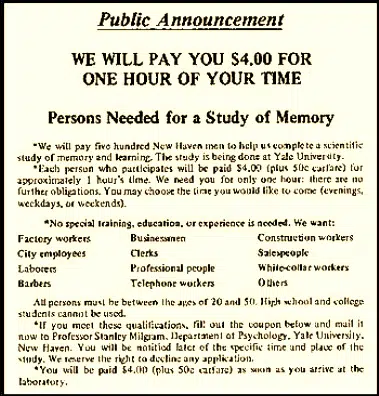 Public Announcement
WE WILL PAY YOU $4.00 FOR
ONE HOUR OF YOUR TIME
Persons Needed for a Study of Memory
*We will pay five hundred New Haven men to help us complete a scientific
study of memory and learning. The study is being done at Yale University.
*Each person who participates will be paid $4.00 (plus 50c carfare) for
approximately 1 hour's time. We need you for only one hour: there are no
further obligations. You may choose the time you would like to come (evenings,
weekdays, or weekends).
*No special training, education, or experience is needed. We want:
Factory workers Businessmen Construction workers
City employees Clerks Salespeople
Laborers Professional people White-collar workers
Barbers Telephone workers Others
All persons must be between the ages of 20 and 50. High school and college
students cannot be used.
*If you meet these qualifications, fill out the coupon below and mail it
now to Professor Stanley Milgram, Department of Psychology, Yale University,
New Haven. You will be notified later of the specific time and place of the
study. We reserve the right to decline any application.
*You will be paid $4.00 (plus 50c carfare) as soon as you arrive at the
laboratory.